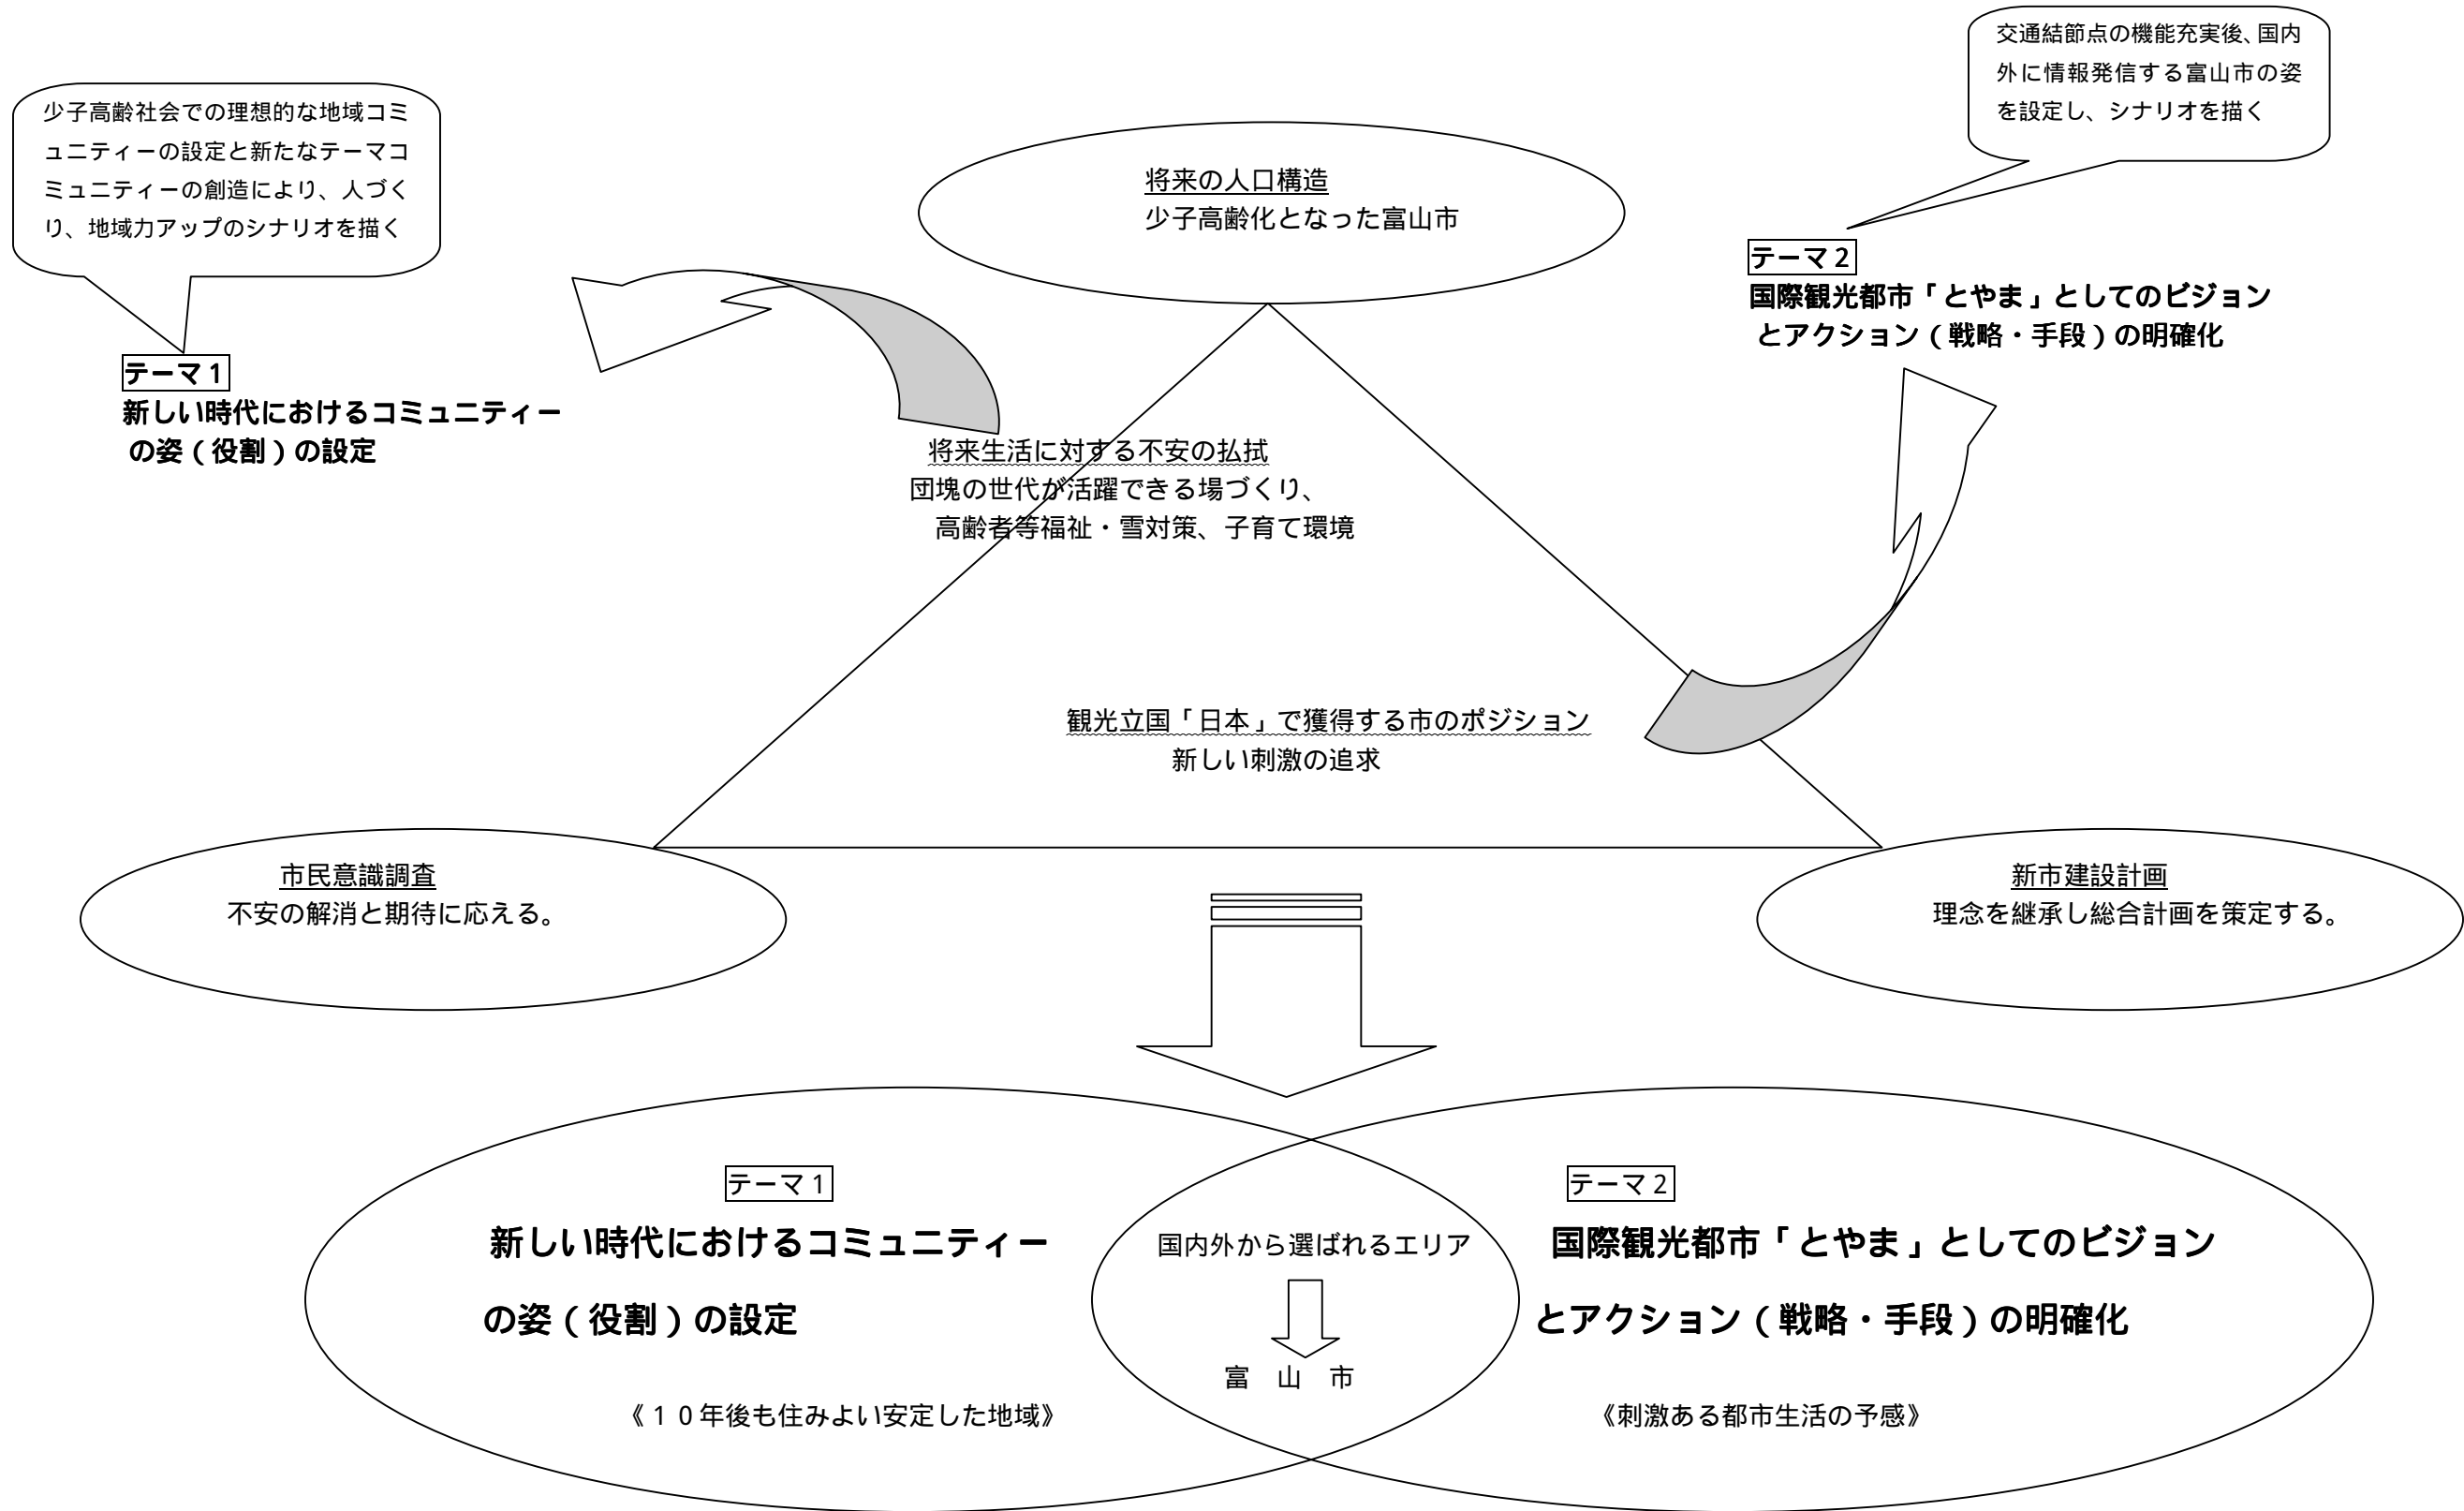 交通結節点の機能充実後、国内
外に情報発信する富山市の姿
を設定し、シナリオを描く
少子高齢社会での理想的な地域コミ
ュニティーの設定と新たなテーマコ
ミュニティーの創造により、人づく
り、地域力アップのシナリオを描く
将来の人口構造
少子高齢化となった富山市
テーマ２
国際観光都市「とやま」としてのビジョン
とアクション（戦略・手段）の明確化
テーマ１
新しい時代におけるコミュニティー
の姿（役割）の設定
将来生活に対する不安の払拭
団塊の世代が活躍できる場づくり、
高齢者等福祉・雪対策、子育て環境
観光立国「日本」で獲得する市のポジション
新しい刺激の追求
市民意識調査
不安の解消と期待に応える。
新市建設計画
理念を継承し総合計画を策定する。
テーマ１
新しい時代におけるコミュニティー
の姿（役割）の設定
《１０年後も住みよい安定した地域》
国内外から選ばれるエリア
富　山　市
テーマ２
国際観光都市「とやま」としてのビジョン
とアクション（戦略・手段）の明確化
《刺激ある都市生活の予感》